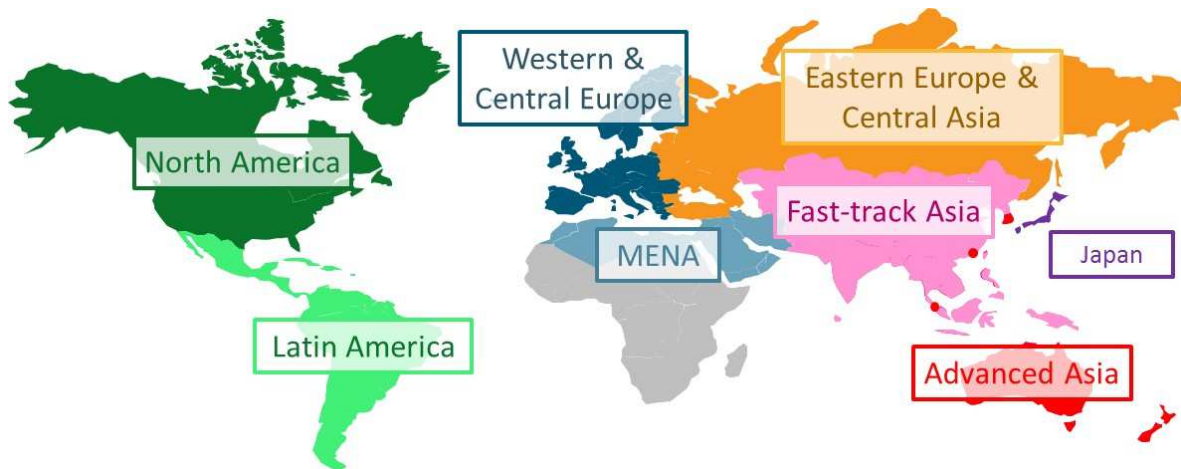 Western &
Central Europe
Eastern Europe &
Central Asia
North America
Fast-track Asia
MENA
Japan
Latin America
Advanced Asia